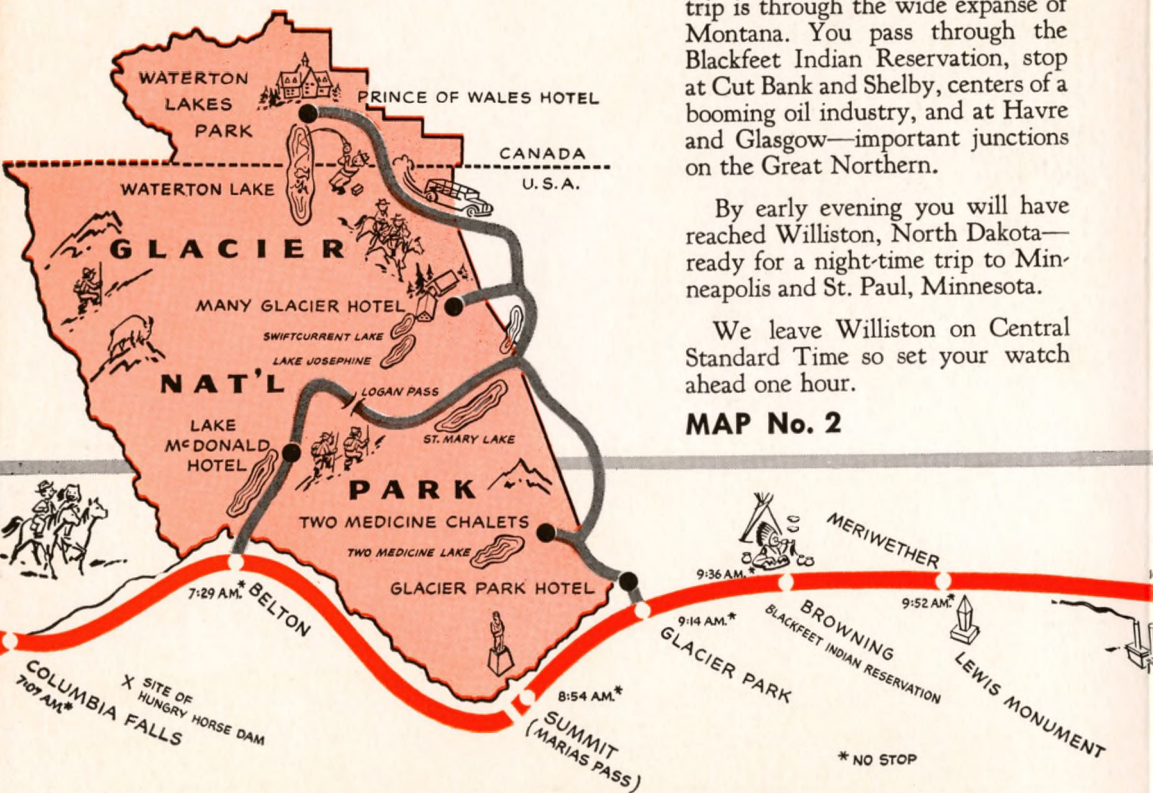 trip is through the wide expanse of
Montana. You pass through the
Blackfeet Indian Reservation, stop
at Cut Bank and Shelby, centers of a
booming oil industry, and at Havre
and Glasgow—important junctions
on the Great Northern.
By early evening you will have
reached Williston, North Dakota—
ready for a night-time trip to Min-
neapolis and St. Paul, Minnesota.
We leave Williston on Central
Standard Time so set your watch
ahead one hour.
MAP No. 2
WATERTON
LAKES
PARK
PRINCE OF WALES HOTEL
CANADA
U.S.A.
WATERTON LAKE
GLACIER
MANY GLACIER HOTEL
SWIFTCURRENT LAKE
LAKE JOSEPHINE
NAT'L
LOGAN PASS
LAKE
McDONALD
HOTEL
ST. MARY LAKE
PARK
TWO MEDICINE CHALETS
TWO MEDICINE LAKE
GLACIER PARK HOTEL
COLUMBIA FALLS
7:07 AM.*
X SITE OF
HUNGRY HORSE DAM
7:29 A.M.*
BELTON
8:54 A.M.*
SUMMIT
(MARIAS PASS)
9:14 A.M.*
GLACIER PARK
9:36 A.M.*
BROWNING
BLACKFEET INDIAN RESERVATION
MERIWETHER
9:52 A.M.*
LEWIS MONUMENT
* NO STOP